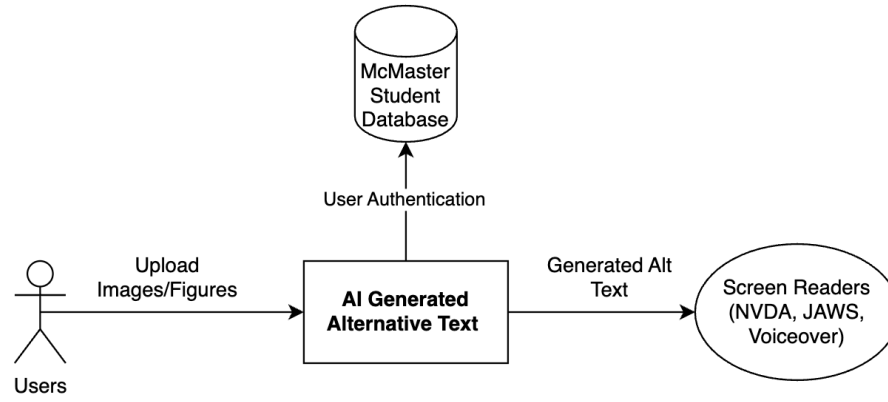 McMaster
Student
Database
User Authentication
Upload
Images/Figures
AI Generated
Alternative Text
Generated Alt
Text
Screen Readers
(NVDA, JAWS,
Voiceover)
Users